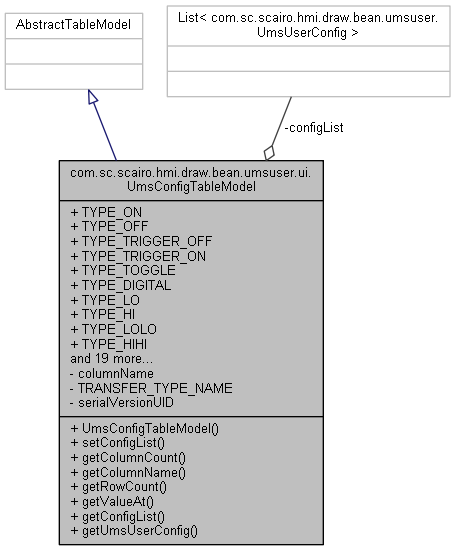 AbstractTableModel
List< com.sc.scairo.hmi.draw.bean.umsuser.
UmsUserConfig >
-configList
com.sc.scairo.hmi.draw.bean.umsuser.ui.
UmsConfigTableModel
+ TYPE_ON
+ TYPE_OFF
+ TYPE_TRIGGER_OFF
+ TYPE_TRIGGER_ON
+ TYPE_TOGGLE
+ TYPE_DIGITAL
+ TYPE_LO
+ TYPE_HI
+ TYPE_LOLO
+ TYPE_HIHI
and 19 more...
- columnName
- TRANSFER_TYPE_NAME
- serialVersionUID
+ UmsConfigTableModel()
+ setConfigList()
+ getColumnCount()
+ getColumnName()
+ getRowCount()
+ getValueAt()
+ getConfigList()
+ getUmsUserConfig()